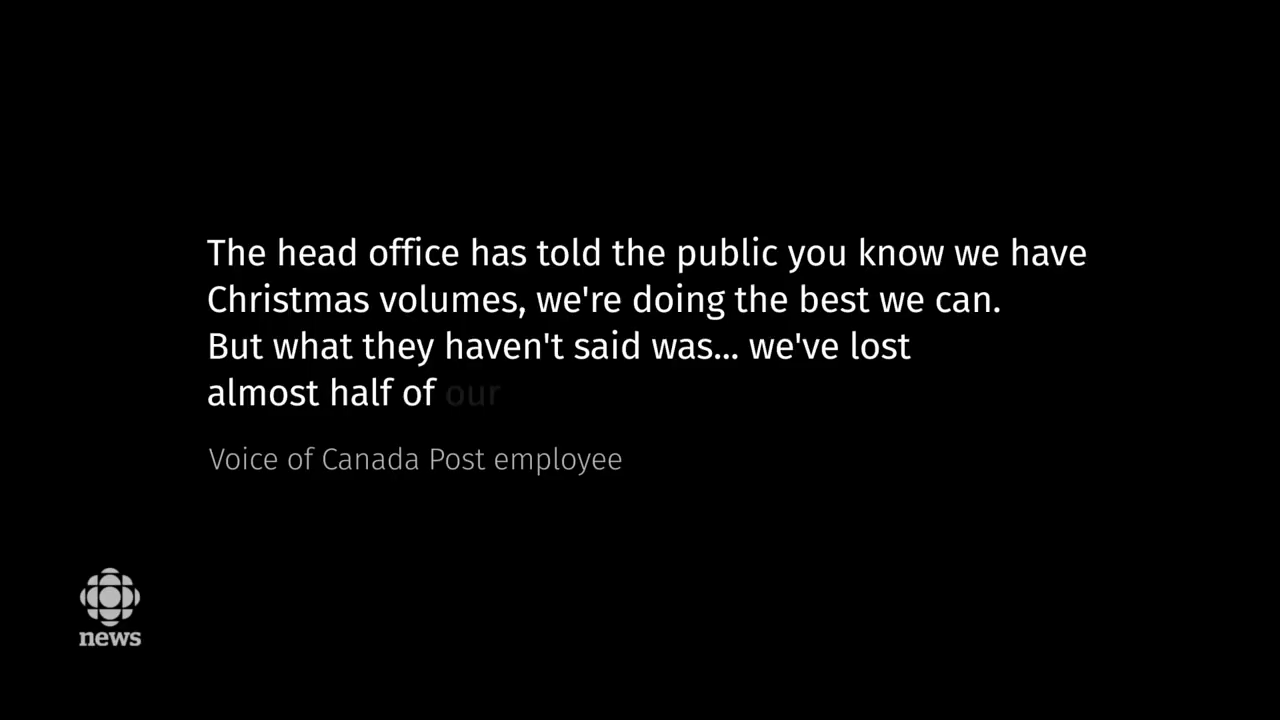 The head office has told the public you know we have
Christmas volumes, we're doing the best we can.
But what they haven't said was... we've lost
almost half of our
Voice of Canada Post employee
news